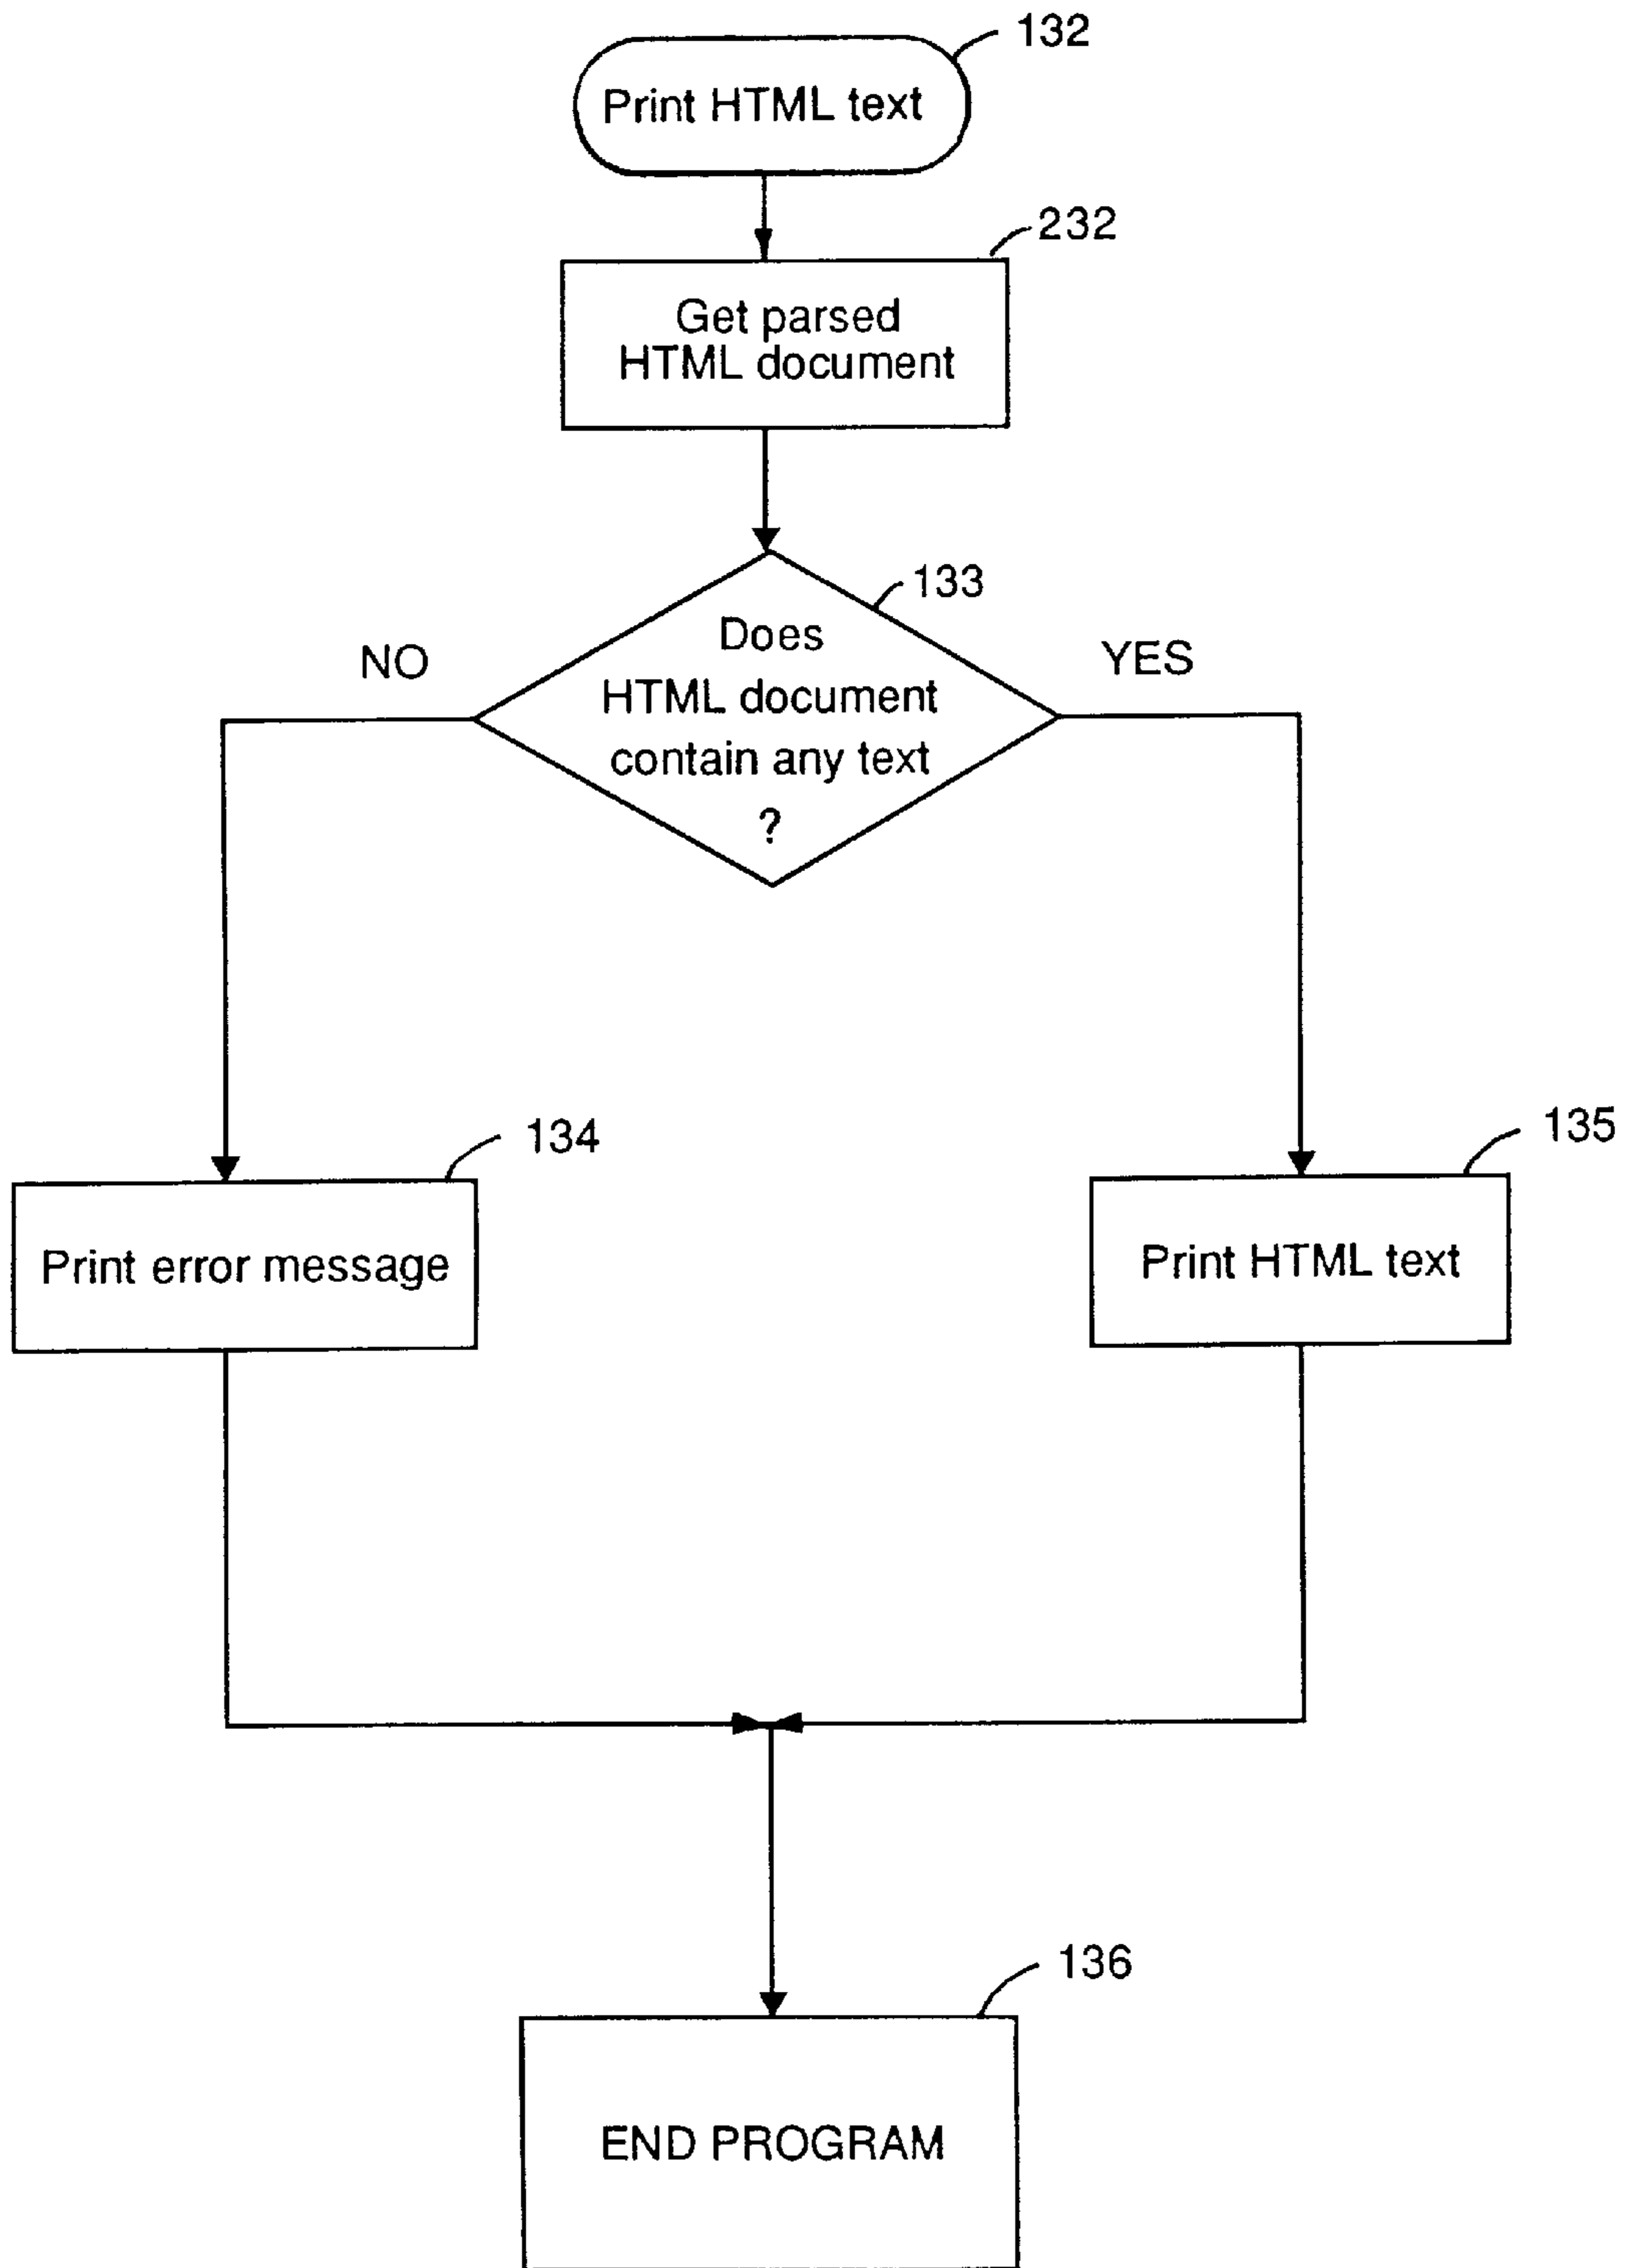 132
Print HTML text
232
Get parsed
HTML document
133
Does
HTML document
contain any text
?
NO
YES
134
Print error message
135
Print HTML text
136
END PROGRAM